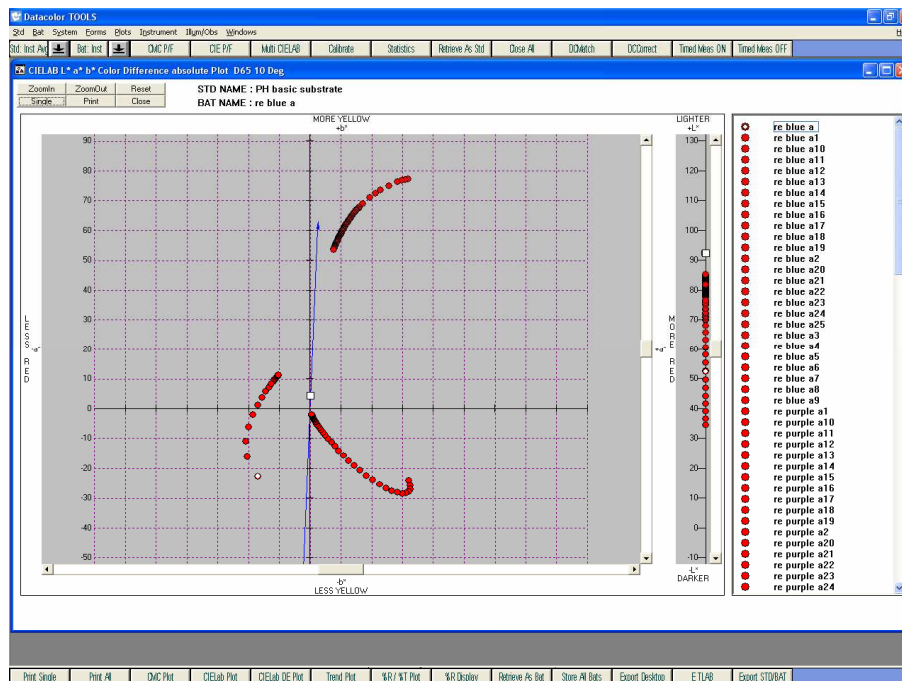 Datacolor TOOLS
Std Bat System Forms Plots Instrument Illum/Obs Windows
Std: Inst Avg Bat: Inst CMC P/F CIE P/F Multi CIELAB Calibrate Statistics Retrieve As Std Close All DCMatch DCCorrect Timed Meas ON Timed Meas OFF
CIELAB L* a* b* Color Difference absolute Plot D65 10 Deg
ZoomIn ZoomOut Reset
Single Print Close
STD NAME : PH basic substrate
BAT NAME : re blue a
MORE YELLOW
+b*
90
80
70
60
50
40
30
20
10
0
-10
-20
-30
-40
-50
LESS RED
-a*
MORE RED
+a*
-b*
LESS YELLOW
LIGHTER
+L*
130
120
110
100
90
80
70
60
50
40
30
20
10
0
-10
-L*
DARKER
re blue a
re blue a1
re blue a10
re blue a11
re blue a12
re blue a13
re blue a14
re blue a15
re blue a16
re blue a17
re blue a18
re blue a19
re blue a2
re blue a20
re blue a21
re blue a22
re blue a23
re blue a24
re blue a25
re blue a3
re blue a4
re blue a5
re blue a6
re blue a7
re blue a8
re blue a9
re purple a1
re purple a10
re purple a11
re purple a12
re purple a13
re purple a14
re purple a15
re purple a16
re purple a17
re purple a18
re purple a19
re purple a2
re purple a20
re purple a21
re purple a22
re purple a23
re purple a24
Print Single Print All CMC Plot CIELab Plot CIELab DE Plot Trend Plot %R / %T Plot %R Display Retrieve As Bat Store All Bats Export Desktop E TLAB Export STD/BAT